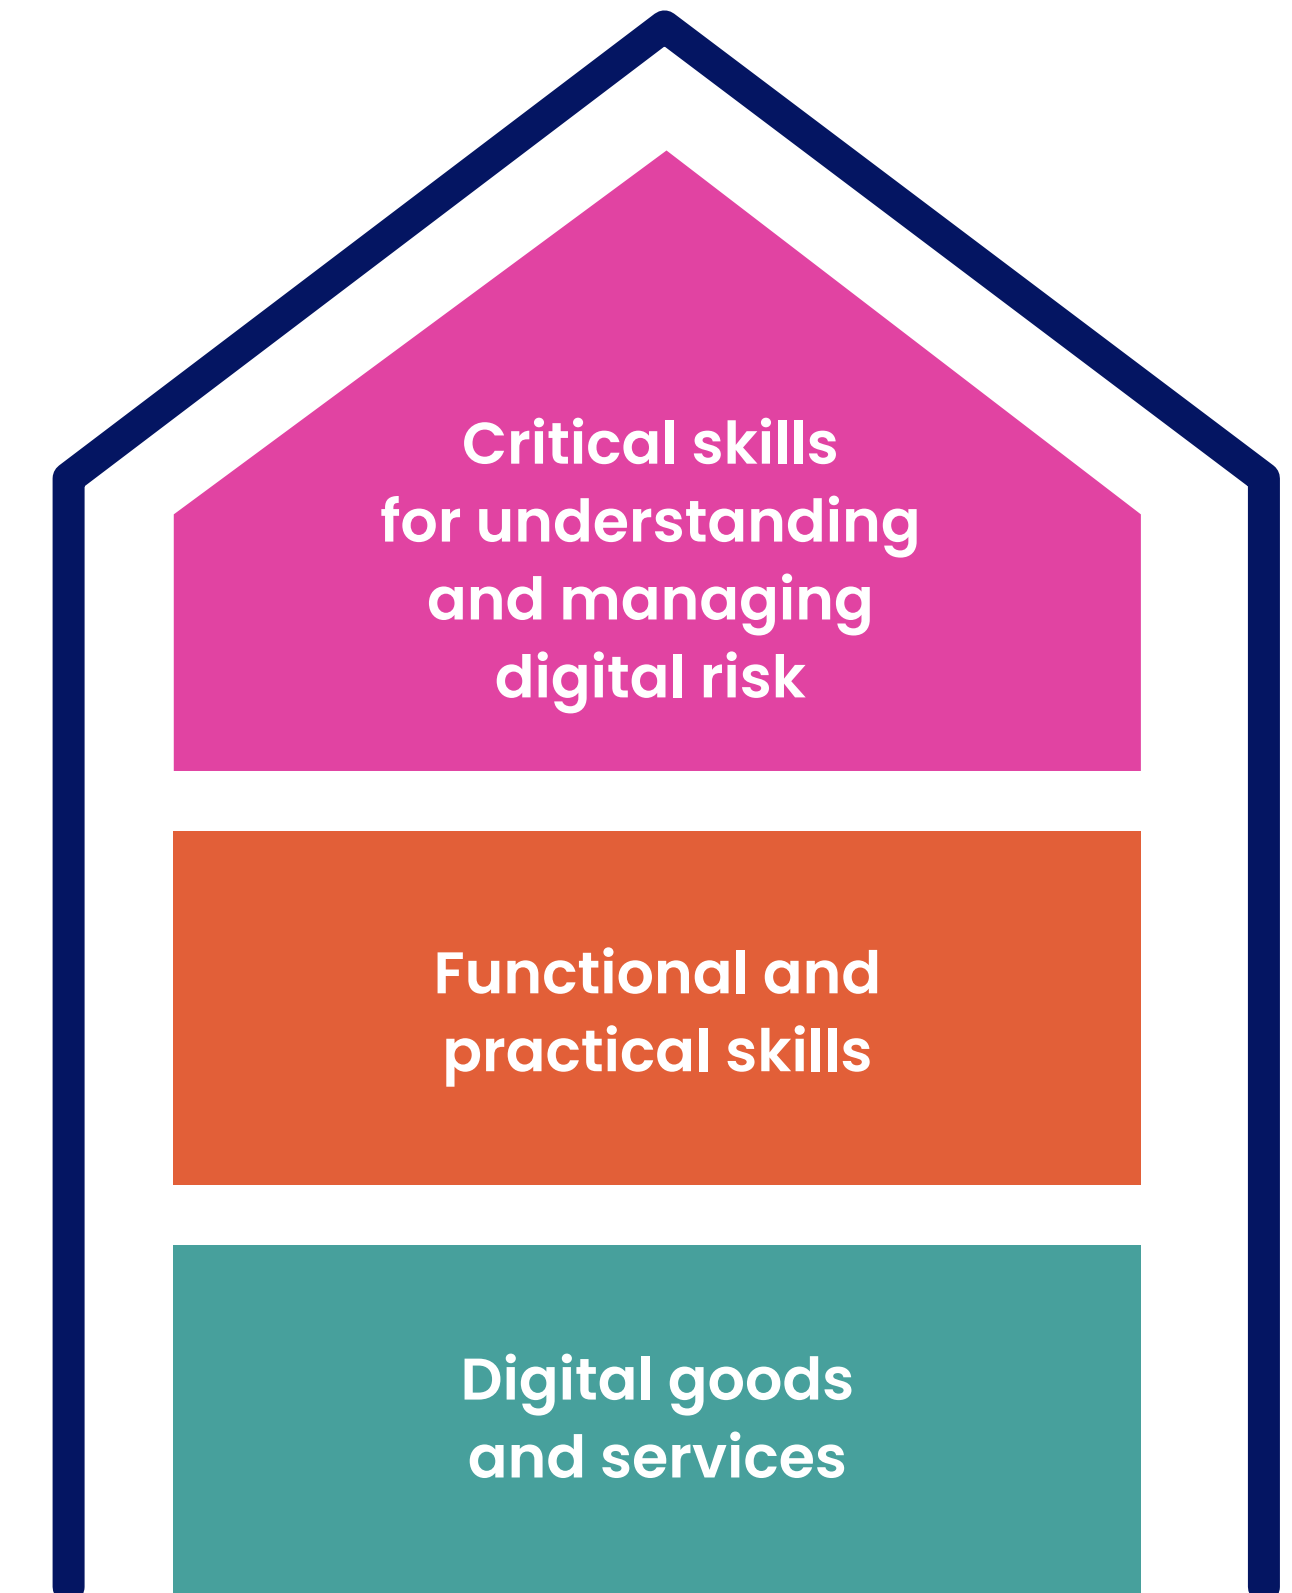 Critical skills
for understanding
and managing
digital risk
Functional and
practical skills
Digital goods
and services